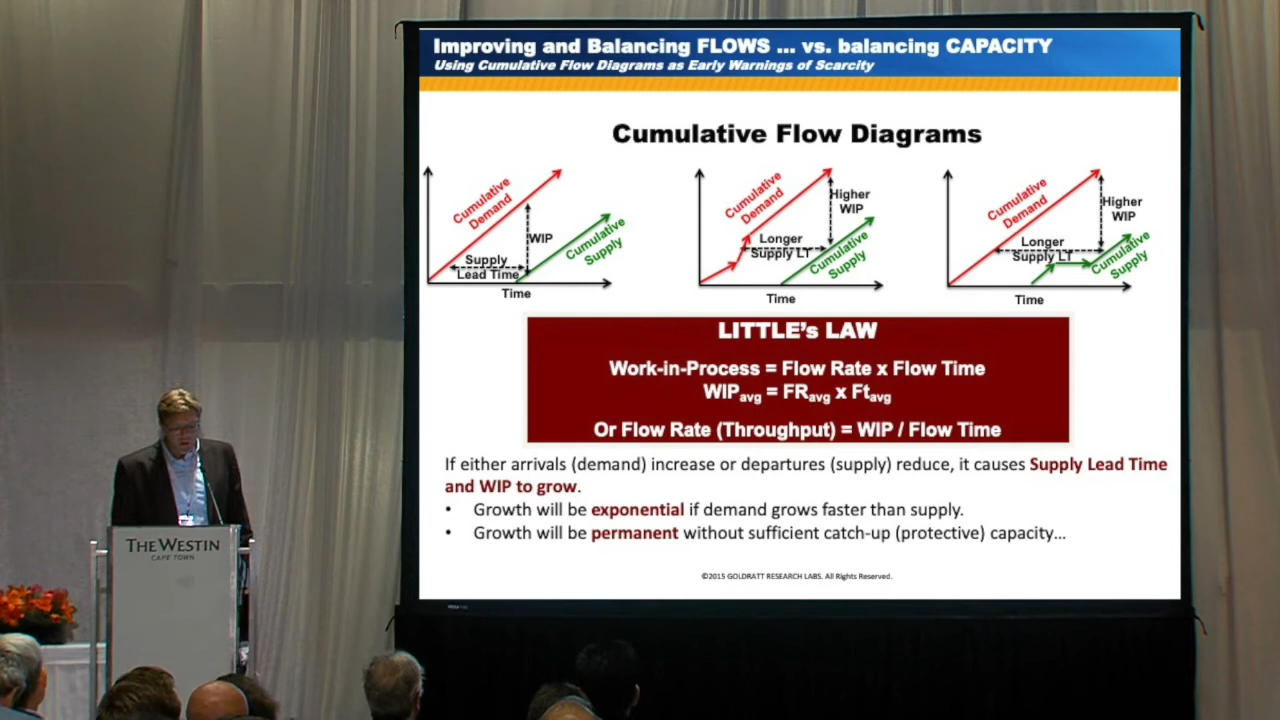 Improving and Balancing FLOWS ... vs. balancing CAPACITY
Using Cumulative Flow Diagrams as Early Warnings of Scarcity
Cumulative Flow Diagrams
Cumulative
Demand
WIP
Supply
Lead Time
Cumulative
Supply
Time
Cumulative
Demand
Higher
WIP
Longer
Supply LT
Cumulative
Supply
Time
Cumulative
Demand
Higher
WIP
Longer
Supply LT
Cumulative
Supply
Time
LITTLE's LAW
Work-in-Process = Flow Rate x Flow Time
WIPavg = FRavg x Ftavg
Or Flow Rate (Throughput) = WIP / Flow Time
If either arrivals (demand) increase or departures (supply) reduce, it causes Supply Lead Time
and WIP to grow.
• Growth will be exponential if demand grows faster than supply.
• Growth will be permanent without sufficient catch-up (protective) capacity...
©2015 GOLDRATT RESEARCH LABS. All Rights Reserved.
THE WESTIN
CAPE TOWN